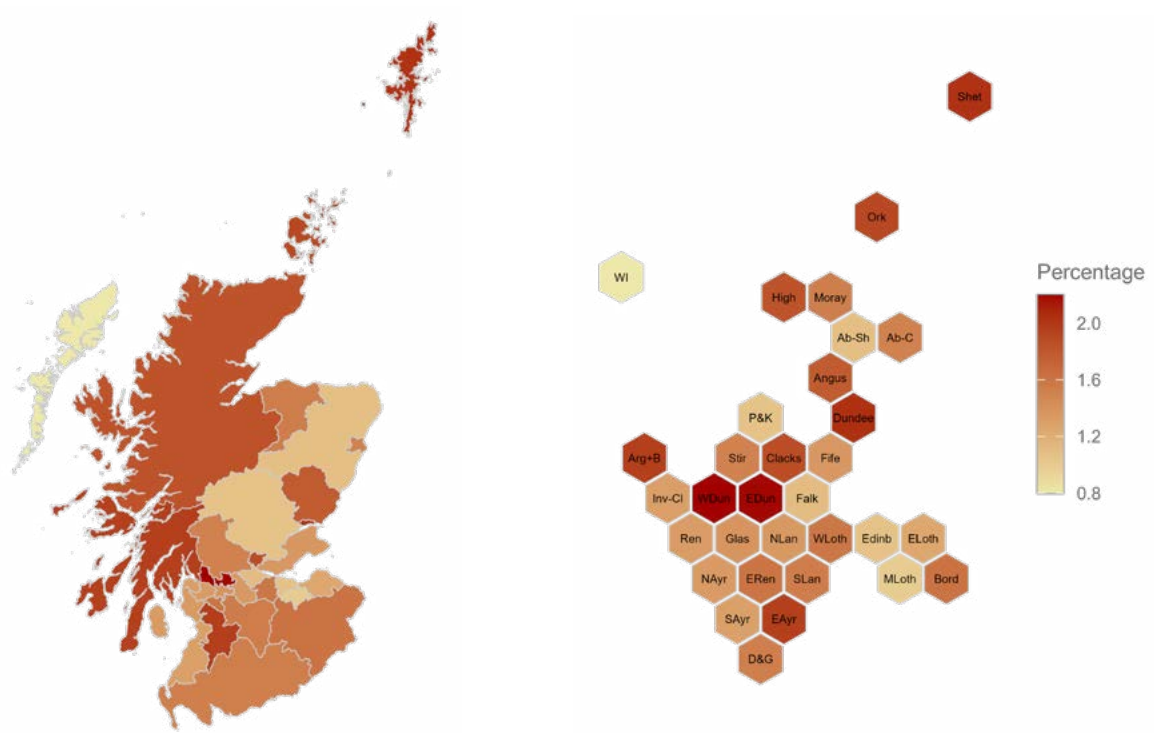 Shet
Ork
WI
High Moray
Ab-Sh Ab-C
Angus
P&K Dundee
Arg+B Stir Clacks Fife
Inv-Cl WDun EDun Falk
Ren Glas NLan WLoth Edinb ELoth
NAyr ERen SLan MLoth Bord
SAyr EAyr
D&G
Percentage
2.0
1.6
1.2
0.8